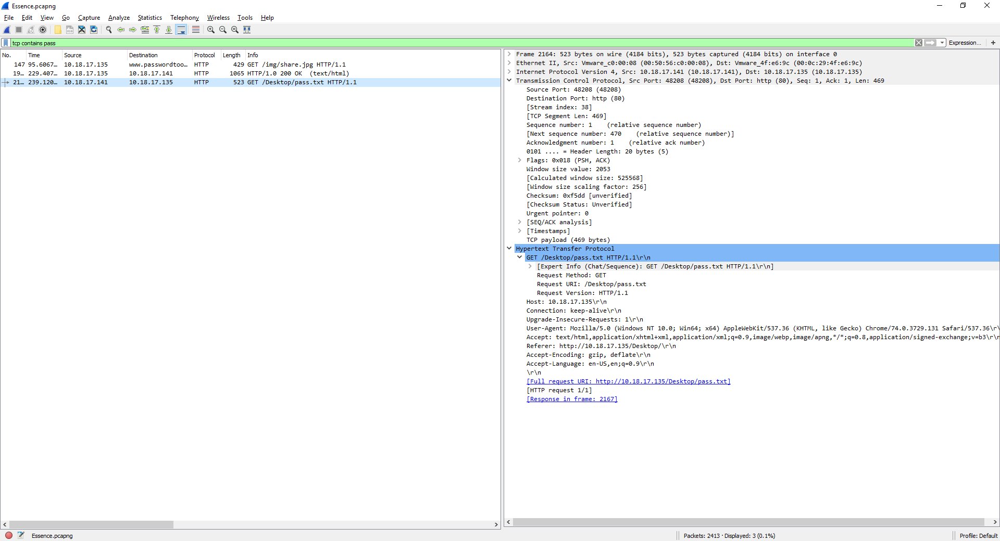 Essence.pcapng
File Edit View Go Capture Analyze Statistics Telephony Wireless Tools Help
tcp contains pass
Expression...
+
No. Time Source Destination Protocol Length Info
147 95.6067... 10.18.17.135 www.passwordtoo... HTTP 429 GET /img/share.jpg HTTP/1.1
19... 229.407... 10.18.17.135 10.18.17.141 HTTP 1065 HTTP/1.0 200 OK (text/html)
21... 239.120... 10.18.17.141 10.18.17.135 HTTP 523 GET /Desktop/pass.txt HTTP/1.1
Frame 2164: 523 bytes on wire (4184 bits), 523 bytes captured (4184 bits) on interface 0
Ethernet II, Src: Vmware_c0:00:08 (00:50:56:c0:00:08), Dst: Vmware_4f:e6:9c (00:0c:29:4f:e6:9c)
Internet Protocol Version 4, Src: 10.18.17.141 (10.18.17.141), Dst: 10.18.17.135 (10.18.17.135)
Transmission Control Protocol, Src Port: 48208 (48208), Dst Port: http (80), Seq: 1, Ack: 1, Len: 469
Source Port: 48208 (48208)
Destination Port: http (80)
[Stream index: 38]
[TCP Segment Len: 469]
Sequence number: 1 (relative sequence number)
[Next sequence number: 470 (relative sequence number)]
Acknowledgment number: 1 (relative ack number)
0101 .... = Header Length: 20 bytes (5)
Flags: 0x018 (PSH, ACK)
Window size value: 2053
[Calculated window size: 525568]
[Window size scaling factor: 256]
Checksum: 0xf5dd [unverified]
[Checksum Status: Unverified]
Urgent pointer: 0
[SEQ/ACK analysis]
[Timestamps]
TCP payload (469 bytes)
Hypertext Transfer Protocol
GET /Desktop/pass.txt HTTP/1.1\r\n
[Expert Info (Chat/Sequence): GET /Desktop/pass.txt HTTP/1.1\r\n]
Request Method: GET
Request URI: /Desktop/pass.txt
Request Version: HTTP/1.1
Host: 10.18.17.135\r\n
Connection: keep-alive\r\n
Upgrade-Insecure-Requests: 1\r\n
User-Agent: Mozilla/5.0 (Windows NT 10.0; Win64; x64) AppleWebKit/537.36 (KHTML, like Gecko) Chrome/74.0.3729.131 Safari/537.36\r\
Accept: text/html,application/xhtml+xml,application/xml;q=0.9,image/webp,image/apng,*/*;q=0.8,application/signed-exchange;v=b3\r\n
Referer: http://10.18.17.135/Desktop/\r\n
Accept-Encoding: gzip, deflate\r\n
Accept-Language: en-US,en;q=0.9\r\n
\r\n
[Full request URI: http://10.18.17.135/Desktop/pass.txt]
[HTTP request 1/1]
[Response in frame: 2167]
Essence.pcapng
Packets: 2413 · Displayed: 3 (0.1%)
Profile: Default